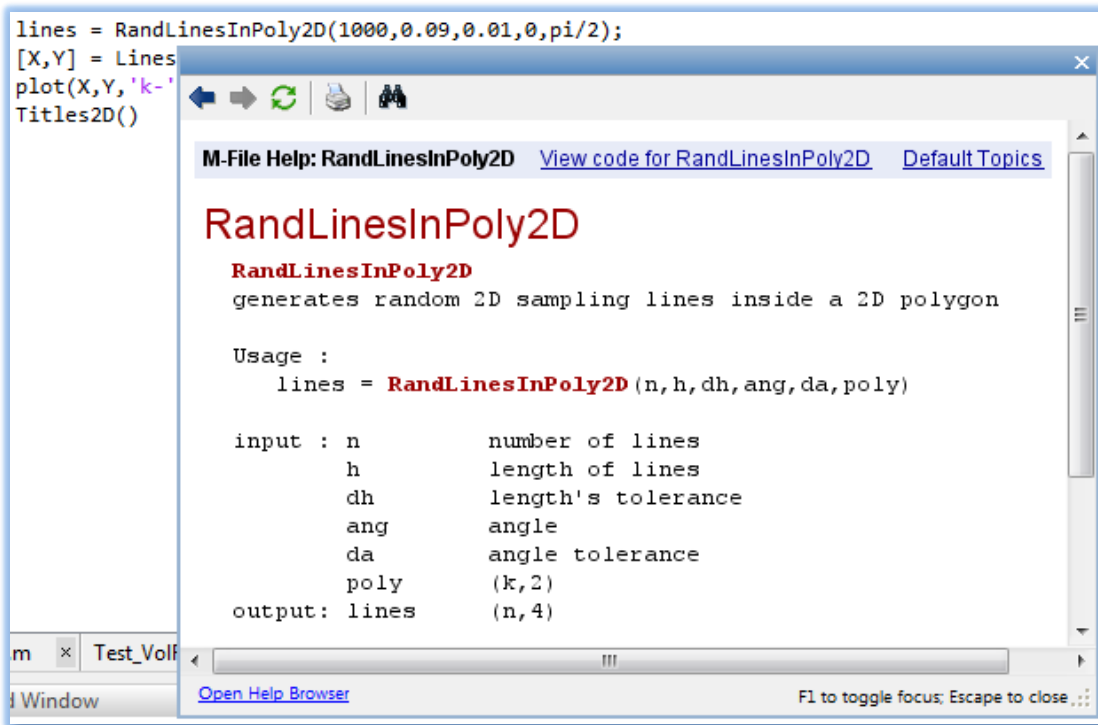 lines = RandLinesInPoly2D(1000,0.09,0.01,0,pi/2);
[X,Y] = Lines
plot(X,Y,'k-'
Titles2D()
M-File Help: RandLinesInPoly2D View code for RandLinesInPoly2D Default Topics
RandLinesInPoly2D
RandLinesInPoly2D
generates random 2D sampling lines inside a 2D polygon
Usage :
lines = RandLinesInPoly2D(n,h,dh,ang,da,poly)
input : n number of lines
h length of lines
dh length's tolerance
ang angle
da angle tolerance
poly (k,2)
output: lines (n,4)
.m × Test_Vol
Window
Open Help Browser F1 to toggle focus; Escape to close